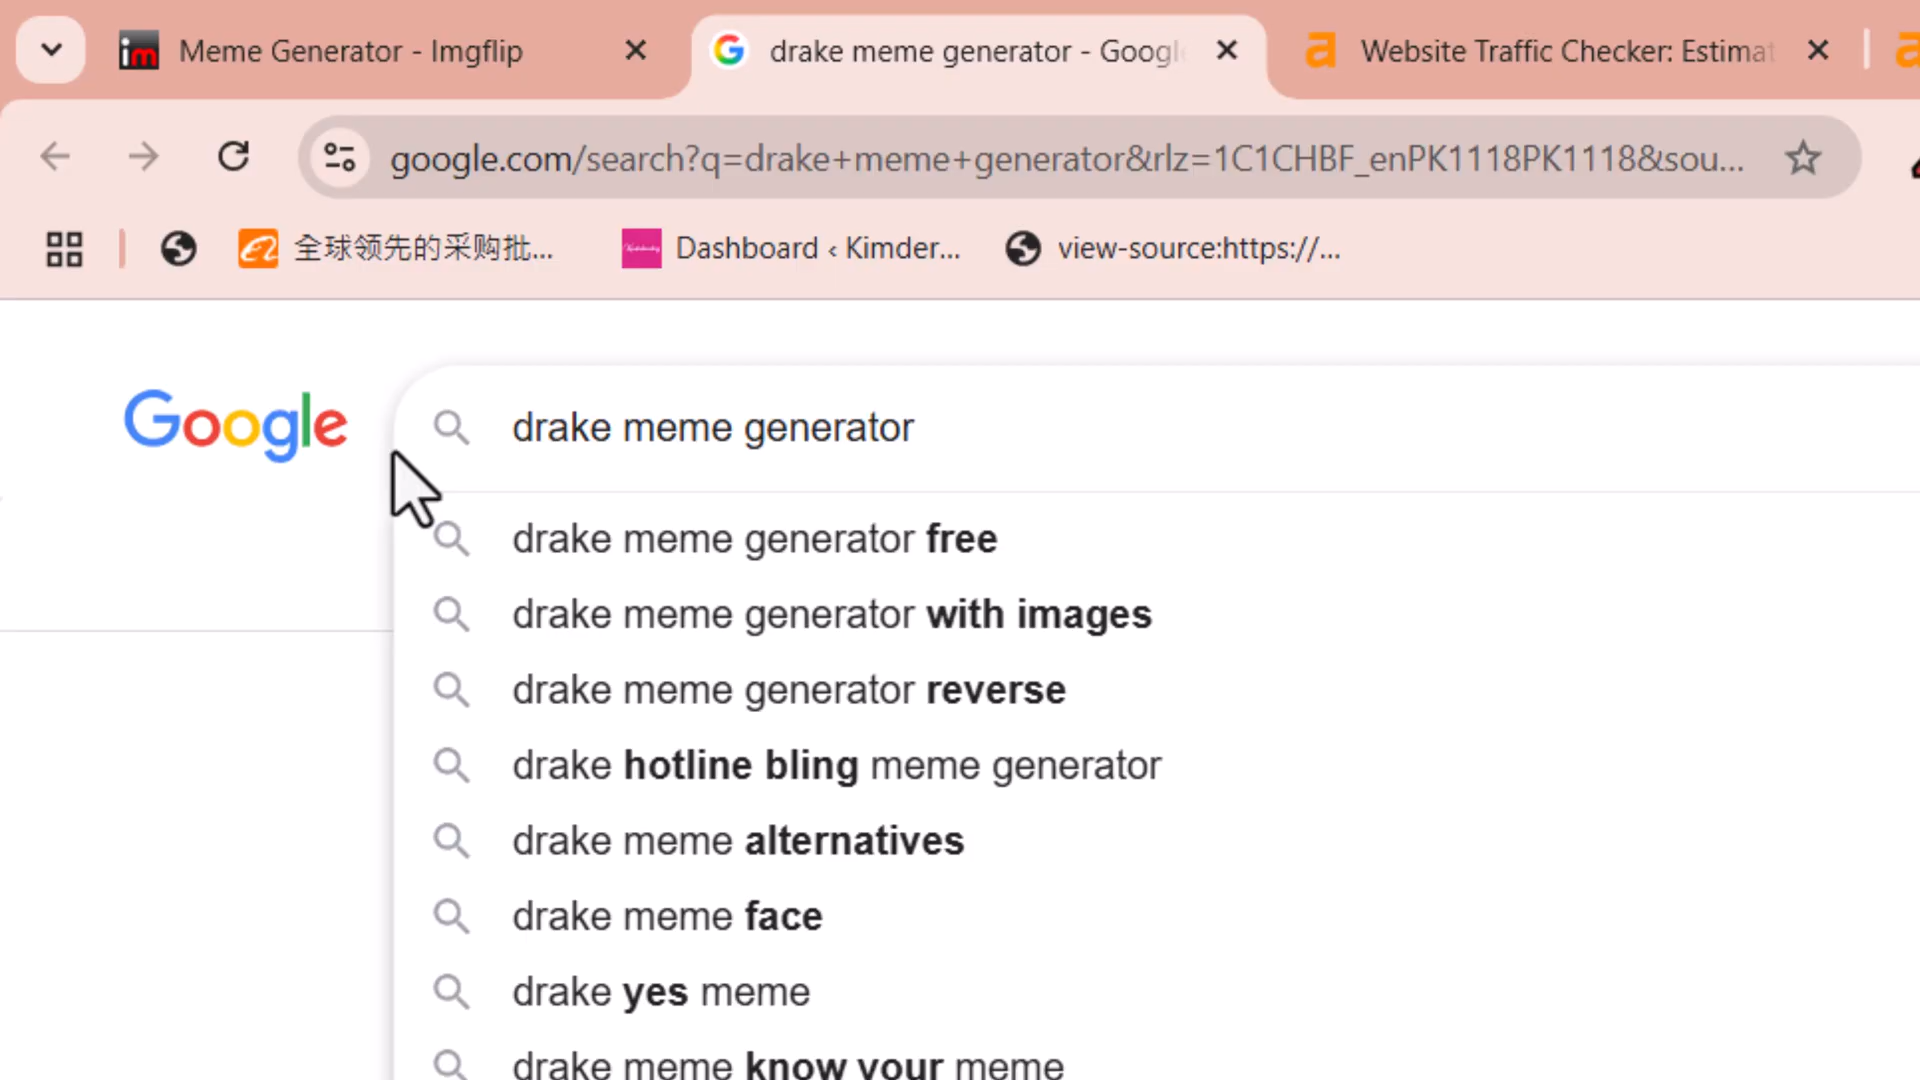 im Meme Generator - Imgflip
drake meme generator - Googl
a Website Traffic Checker: Estimat
google.com/search?q=drake+meme+generator&rlz=1C1CHBF_enPK1118PK1118&sou...
全球领先的采购批...
Dashboard ‹ Kimder...
view-source:https://...
Google
drake meme generator
drake meme generator free
drake meme generator with images
drake meme generator reverse
drake hotline bling meme generator
drake meme alternatives
drake meme face
drake yes meme
drake meme know your meme